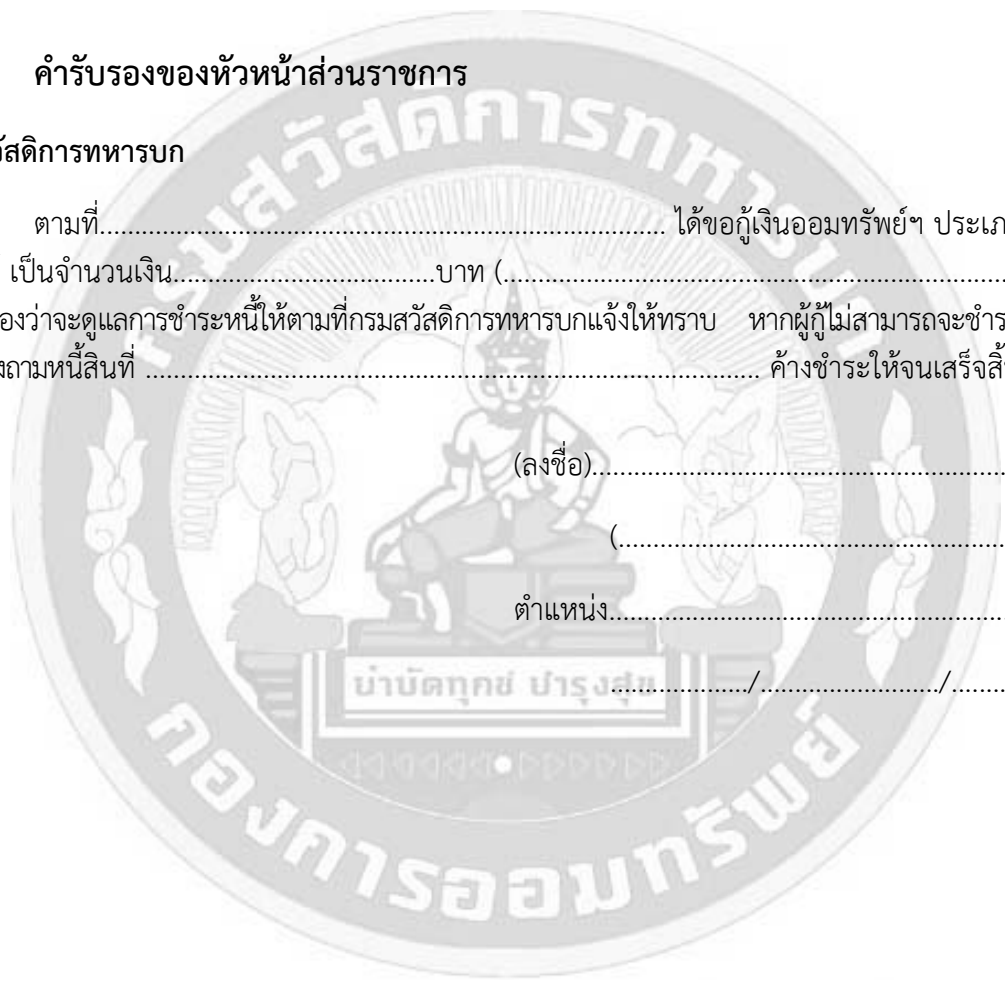 คำรับรองของหัวหน้าส่วนราชการ
วัสดิการทหารบก
ตามที่................................................................................. ได้ขอกู้เงินออมทรัพย์ฯ ประเภ
เป็นจำนวนเงิน.....................................บาท (........................................................................
องว่าจะดูแลการชำระหนี้ให้ตามที่กรมสวัสดิการทหารบกแจ้งให้ทราบ หากผู้กู้ไม่สามารถจะชำร
งถามหนี้สินที่ ........................................................................................ ค้างชำระให้จนเสร็จสิ้
(ลงชื่อ)............................................................
(........................................................
ตำแหน่ง.........................................................
..................../........................../........
กรมสวัสดิการทหารบก
บำบัดทุกข์ บำรุงสุข
กองการออมทรัพย์